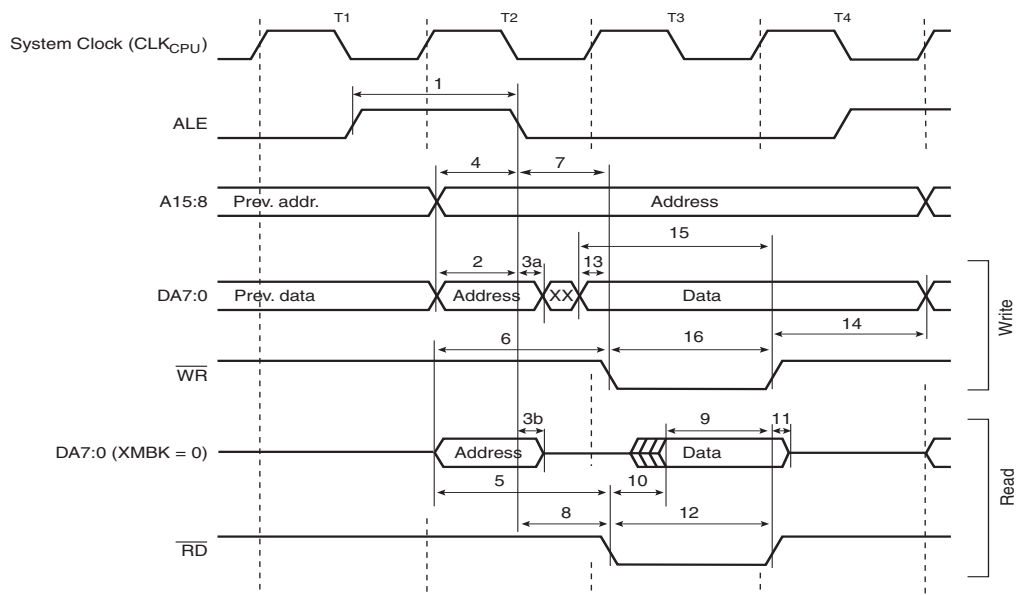 T1 T2 T3 T4
System Clock (CLKCPU)
1
ALE
4 7
A15:8 Prev. addr. Address
15
2 3a 13
DA7:0 Prev. data Address XX Data
14
6 16
WR
Write
3b 9 11
DA7:0 (XMBK = 0) Address Data
5 10
8 12
RD
Read